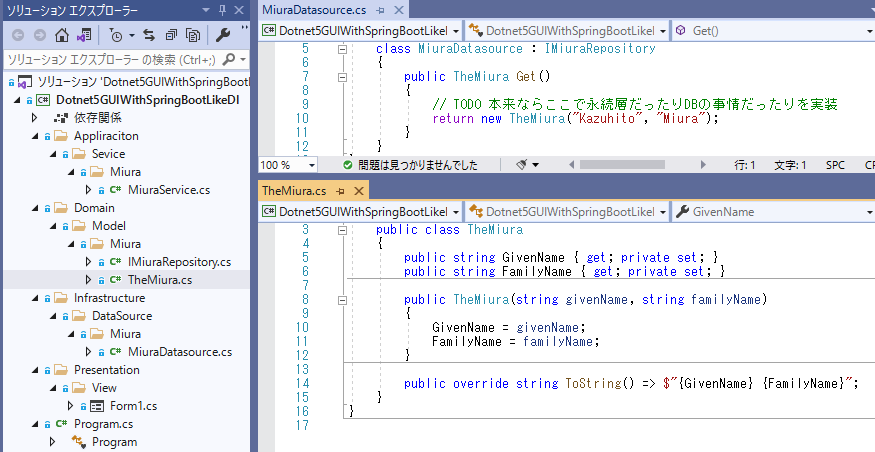 ソリューション エクスプローラー
ソリューション エクスプローラー の検索 (Ctrl+;)
ソリューション 'Dotnet5GUIWithSpringBootLi
Dotnet5GUIWithSpringBootLikeDI
依存関係
Appliraciton
Sevice
Miura
MiuraService.cs
Domain
Model
Miura
IMiuraRepository.cs
TheMiura.cs
Infrastructure
DataSource
Miura
MiuraDatasource.cs
Presentation
View
Form1.cs
Program.cs
Program
MiuraDatasource.cs
Dotnet5GUIWithSpringBootLikel
Dotnet5GUIWithSpringBootLikel
Get()
5 class MiuraDatasource : IMiuraRepository
6 {
7 public TheMiura Get()
8 {
9 // TODO 本来ならここで永続層だったりDBの事情だったりを実装
10 return new TheMiura("Kazuhito", "Miura");
11 }
12 }
100 %
問題は見つかりませんでした
行: 1
文字: 1
SPC
TheMiura.cs
Dotnet5GUIWithSpringBootLikel
Dotnet5GUIWithSpringBootLikel
GivenName
3 public class TheMiura
4 {
5 public string GivenName { get; private set; }
6 public string FamilyName { get; private set; }
7
8 public TheMiura(string givenName, string familyName)
9 {
10 GivenName = givenName;
11 FamilyName = familyName;
12 }
13
14 public override string ToString() => $"{GivenName} {FamilyName}";
15 }
16 }
17